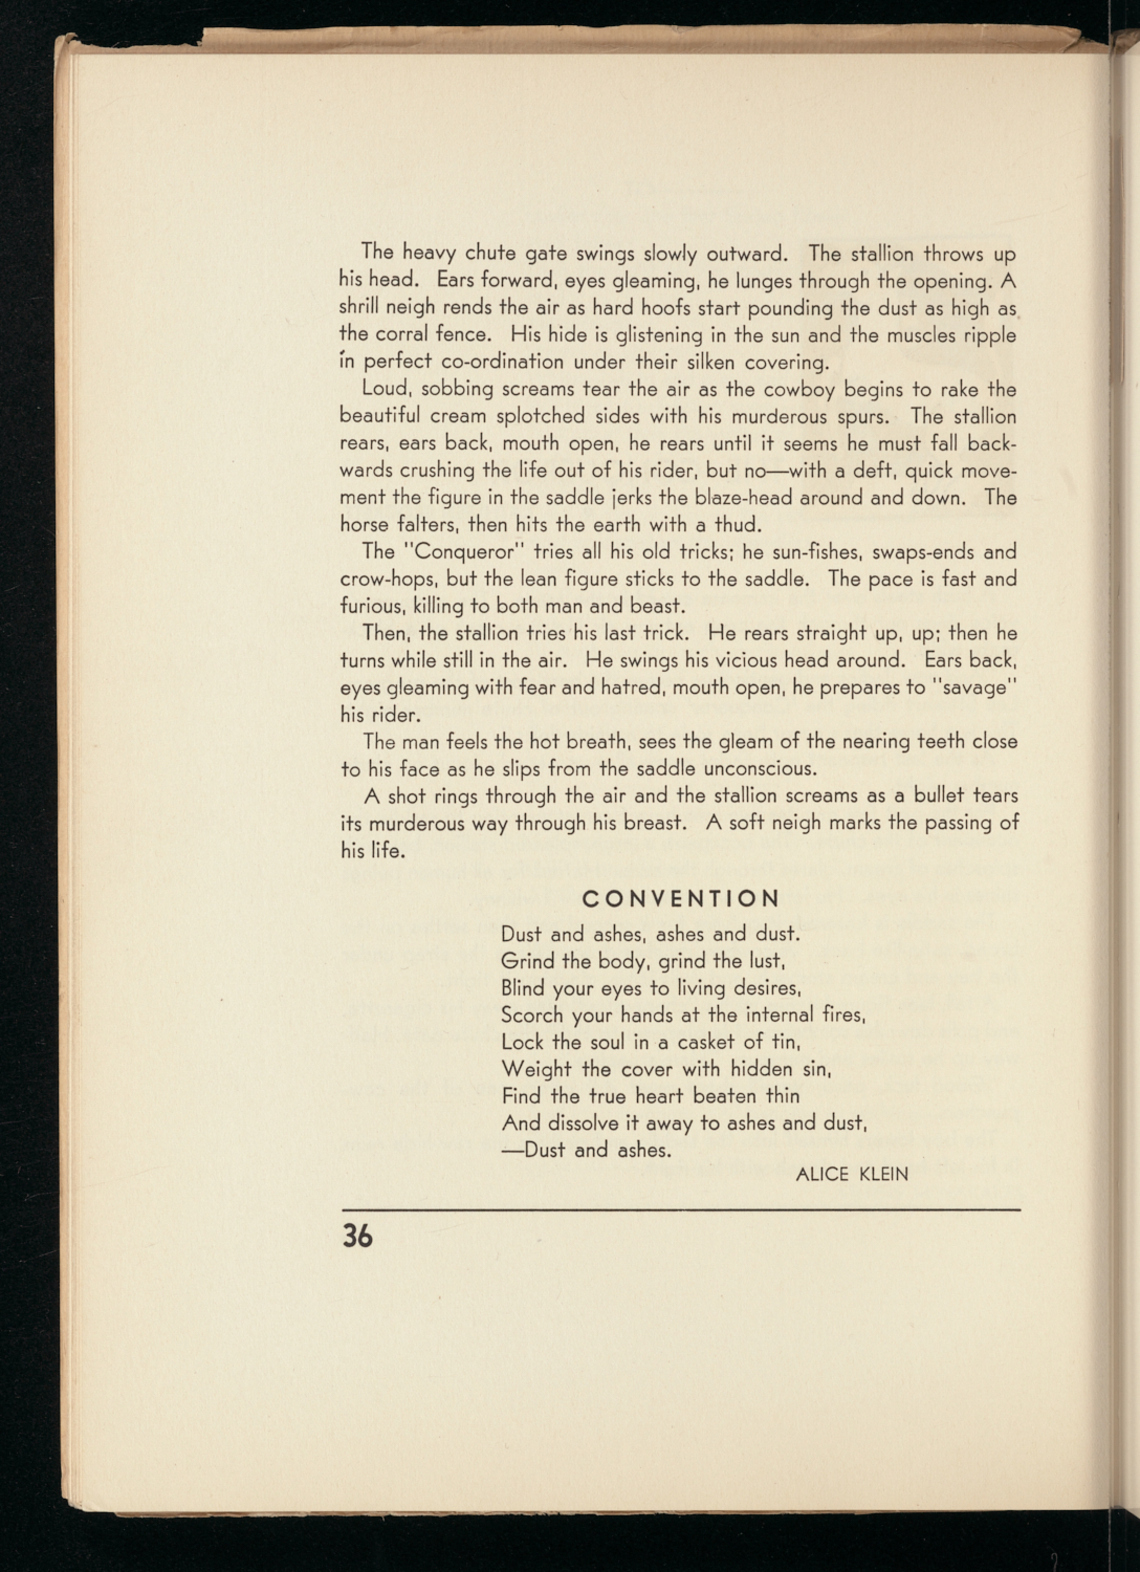 The heavy chute gate swings slowly outward. The stallion throws up
his head. Ears forward, eyes gleaming, he lunges through the opening. A
shrill neigh rends the air as hard hoofs start pounding the dust as high as
the corral fence. His hide is glistening in the sun and the muscles ripple
in perfect co-ordination under their silken covering.
Loud, sobbing screams tear the air as the cowboy begins to rake the
beautiful cream splotched sides with his murderous spurs. The stallion
rears, ears back, mouth open, he rears until it seems he must fall back-
wards crushing the life out of his rider, but no—with a deft, quick move-
ment the figure in the saddle jerks the blaze-head around and down. The
horse falters, then hits the earth with a thud.
The "Conqueror" tries all his old tricks; he sun-fishes, swaps-ends and
crow-hops, but the lean figure sticks to the saddle. The pace is fast and
furious, killing to both man and beast.
Then, the stallion tries his last trick. He rears straight up, up; then he
turns while still in the air. He swings his vicious head around. Ears back,
eyes gleaming with fear and hatred, mouth open, he prepares to "savage"
his rider.
The man feels the hot breath, sees the gleam of the nearing teeth close
to his face as he slips from the saddle unconscious.
A shot rings through the air and the stallion screams as a bullet tears
its murderous way through his breast. A soft neigh marks the passing of
his life.
CONVENTION
Dust and ashes, ashes and dust.
Grind the body, grind the lust,
Blind your eyes to living desires,
Scorch your hands at the internal fires,
Lock the soul in a casket of tin,
Weight the cover with hidden sin,
Find the true heart beaten thin
And dissolve it away to ashes and dust,
—Dust and ashes.
ALICE KLEIN
36